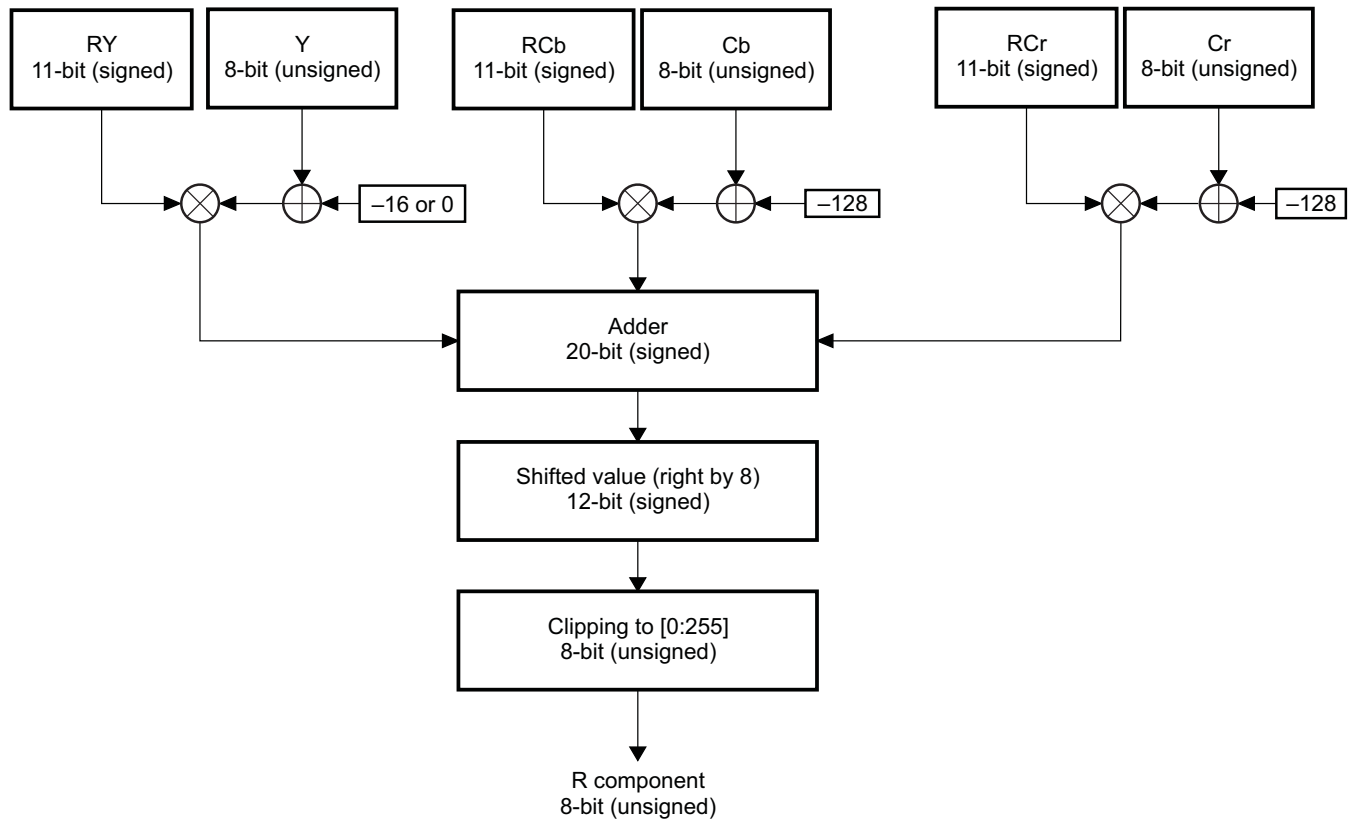 RY
11-bit (signed)
Y
8-bit (unsigned)
RCb
11-bit (signed)
Cb
8-bit (unsigned)
RCr
11-bit (signed)
Cr
8-bit (unsigned)
–16 or 0
–128
–128
Adder
20-bit (signed)
Shifted value (right by 8)
12-bit (signed)
Clipping to [0:255]
8-bit (unsigned)
R component
8-bit (unsigned)